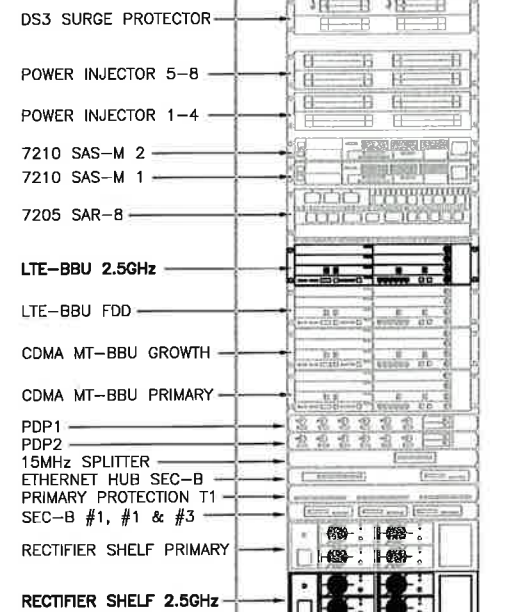 DS3 SURGE PROTECTOR
POWER INJECTOR 5-8
POWER INJECTOR 1-4
7210 SAS-M 2
7210 SAS-M 1
7205 SAR-8
LTE-BBU 2.5GHz
LTE-BBU FDD
CDMA MT-BBU GROWTH
CDMA MT-BBU PRIMARY
PDP1
PDP2
15MHz SPLITTER
ETHERNET HUB SEC-B
PRIMARY PROTECTION T1
SEC-B #1, #1 & #3
RECTIFIER SHELF PRIMARY
RECTIFIER SHELF 2.5GHz